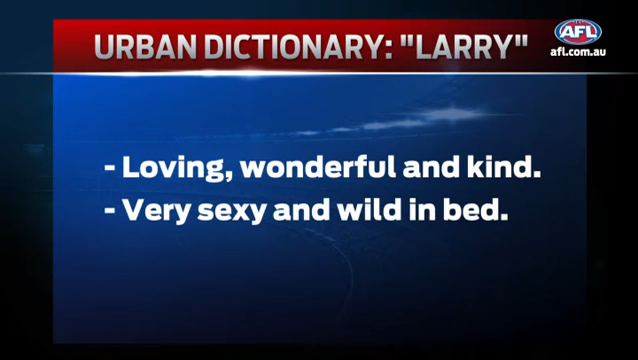 URBAN DICTIONARY: "LARRY"
AFL
afl.com.au
- Loving, wonderful and kind.
- Very sexy and wild in bed.